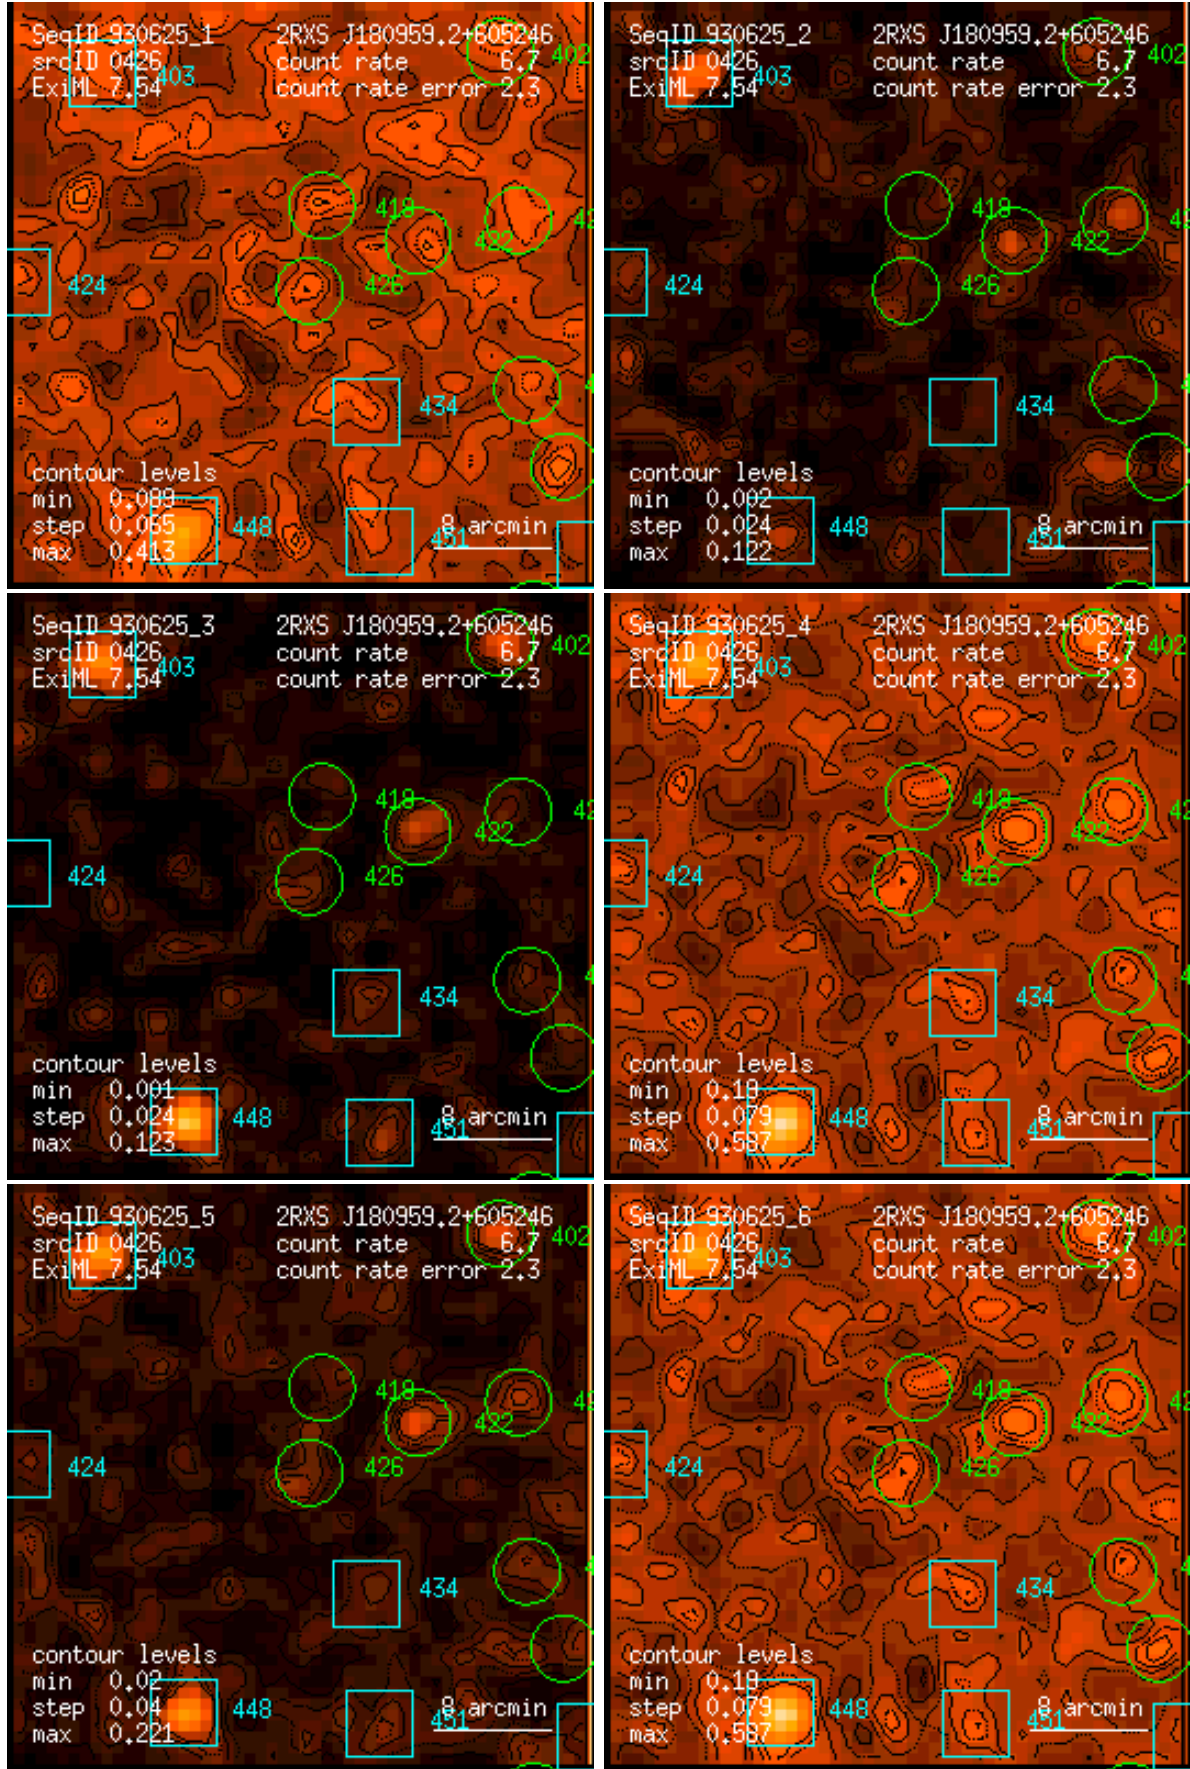 SeqID 930625_1 2RXS J180959.2+605246 402
srcID 0426 403 count rate 6.7
ExiML 7.54 count rate error 2.3
418
422
424 426
434
contour levels
min 0.089
step 0.065 448 451 8 arcmin
max 0.413
SeqID 930625_2 2RXS J180959.2+605246 402
srcID 0426 403 count rate 6.7
ExiML 7.54 count rate error 2.3
418
422
424 426
434
contour levels
min 0.002
step 0.024 448 451 8 arcmin
max 0.122
SeqID 930625_3 2RXS J180959.2+605246 402
srcID 0426 403 count rate 6.7
ExiML 7.54 count rate error 2.3
418
422
424 426
434
contour levels
min 0.001
step 0.024 448 451 8 arcmin
max 0.123
SeqID 930625_4 2RXS J180959.2+605246 402
srcID 0426 403 count rate 6.7
ExiML 7.54 count rate error 2.3
418
422
424 426
434
contour levels
min 0.19
step 0.079 448 451 8 arcmin
max 0.587
SeqID 930625_5 2RXS J180959.2+605246 402
srcID 0426 403 count rate 6.7
ExiML 7.54 count rate error 2.3
418
422
424 426
434
contour levels
min 0.02
step 0.04 448 451 8 arcmin
max 0.221
SeqID 930625_6 2RXS J180959.2+605246 402
srcID 0426 403 count rate 6.7
ExiML 7.54 count rate error 2.3
418
422
424 426
434
contour levels
min 0.19
step 0.079 448 451 8 arcmin
max 0.587